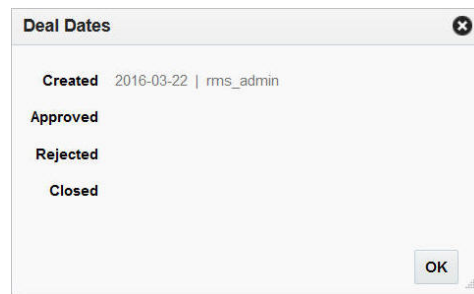 Deal Dates
Created 2016-03-22 | rms_admin
Approved
Rejected
Closed
OK